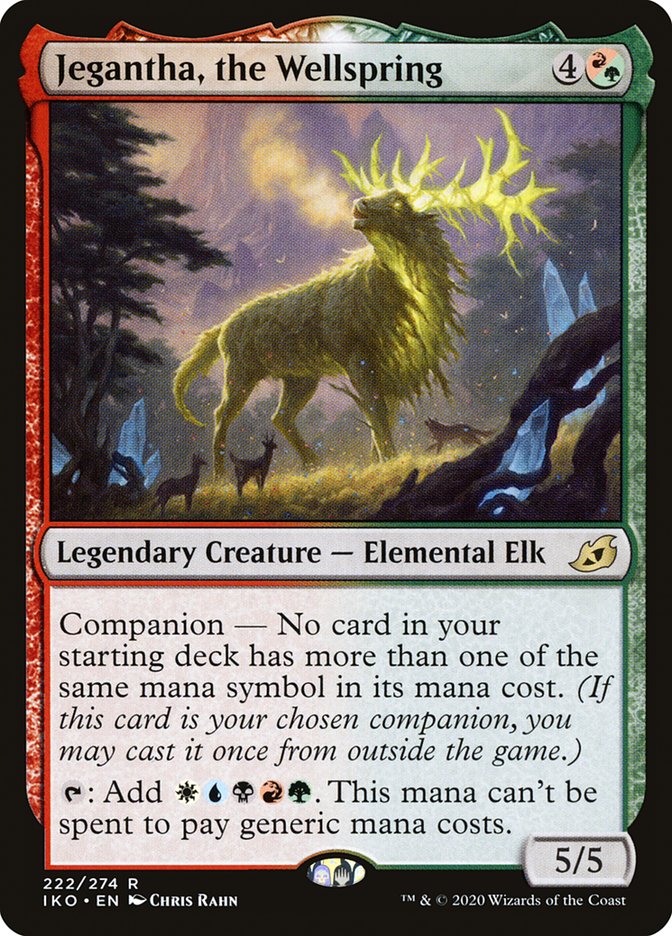 Jegantha, the Wellspring 4
Legendary Creature — Elemental Elk
Companion — No card in your
starting deck has more than one of the
same mana symbol in its mana cost. (If
this card is your chosen companion, you
may cast it once from outside the game.)
: Add . This mana can't be
spent to pay generic mana costs.
5/5
222/274 R
IKO • EN Chris Rahn
™ & © 2020 Wizards of the Coast